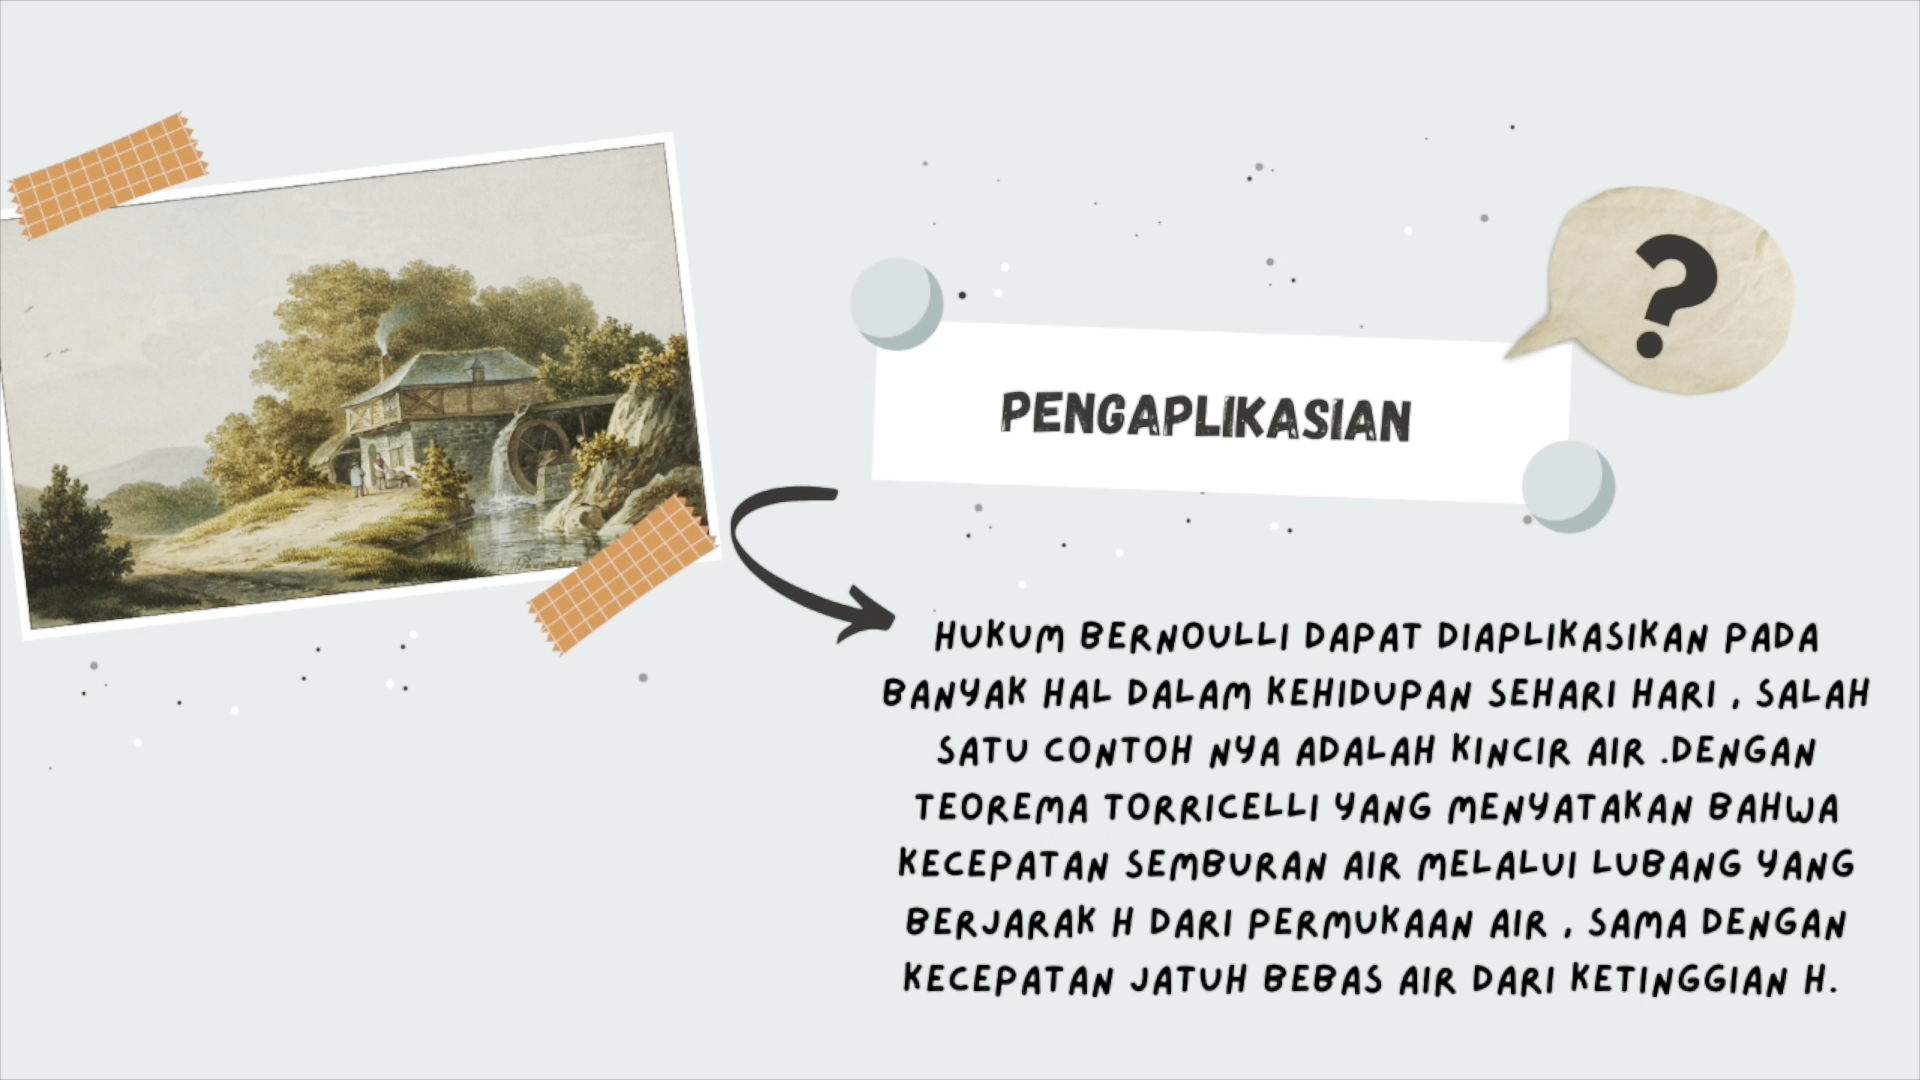 ?
PENGAPLIKASIAN
HUKUM BERNOULLI DAPAT DIAPLIKASIKAN PADA
BANYAK HAL DALAM KEHIDUPAN SEHARI HARI , SALAH
SATU CONTOH NYA ADALAH KINCIR AIR .DENGAN
TEOREMA TORRICELLI YANG MENYATAKAN BAHWA
KECEPATAN SEMBURAN AIR MELALUI LUBANG YANG
BERJARAK H DARI PERMUKAAN AIR , SAMA DENGAN
KECEPATAN JATUH BEBAS AIR DARI KETINGGIAN H.